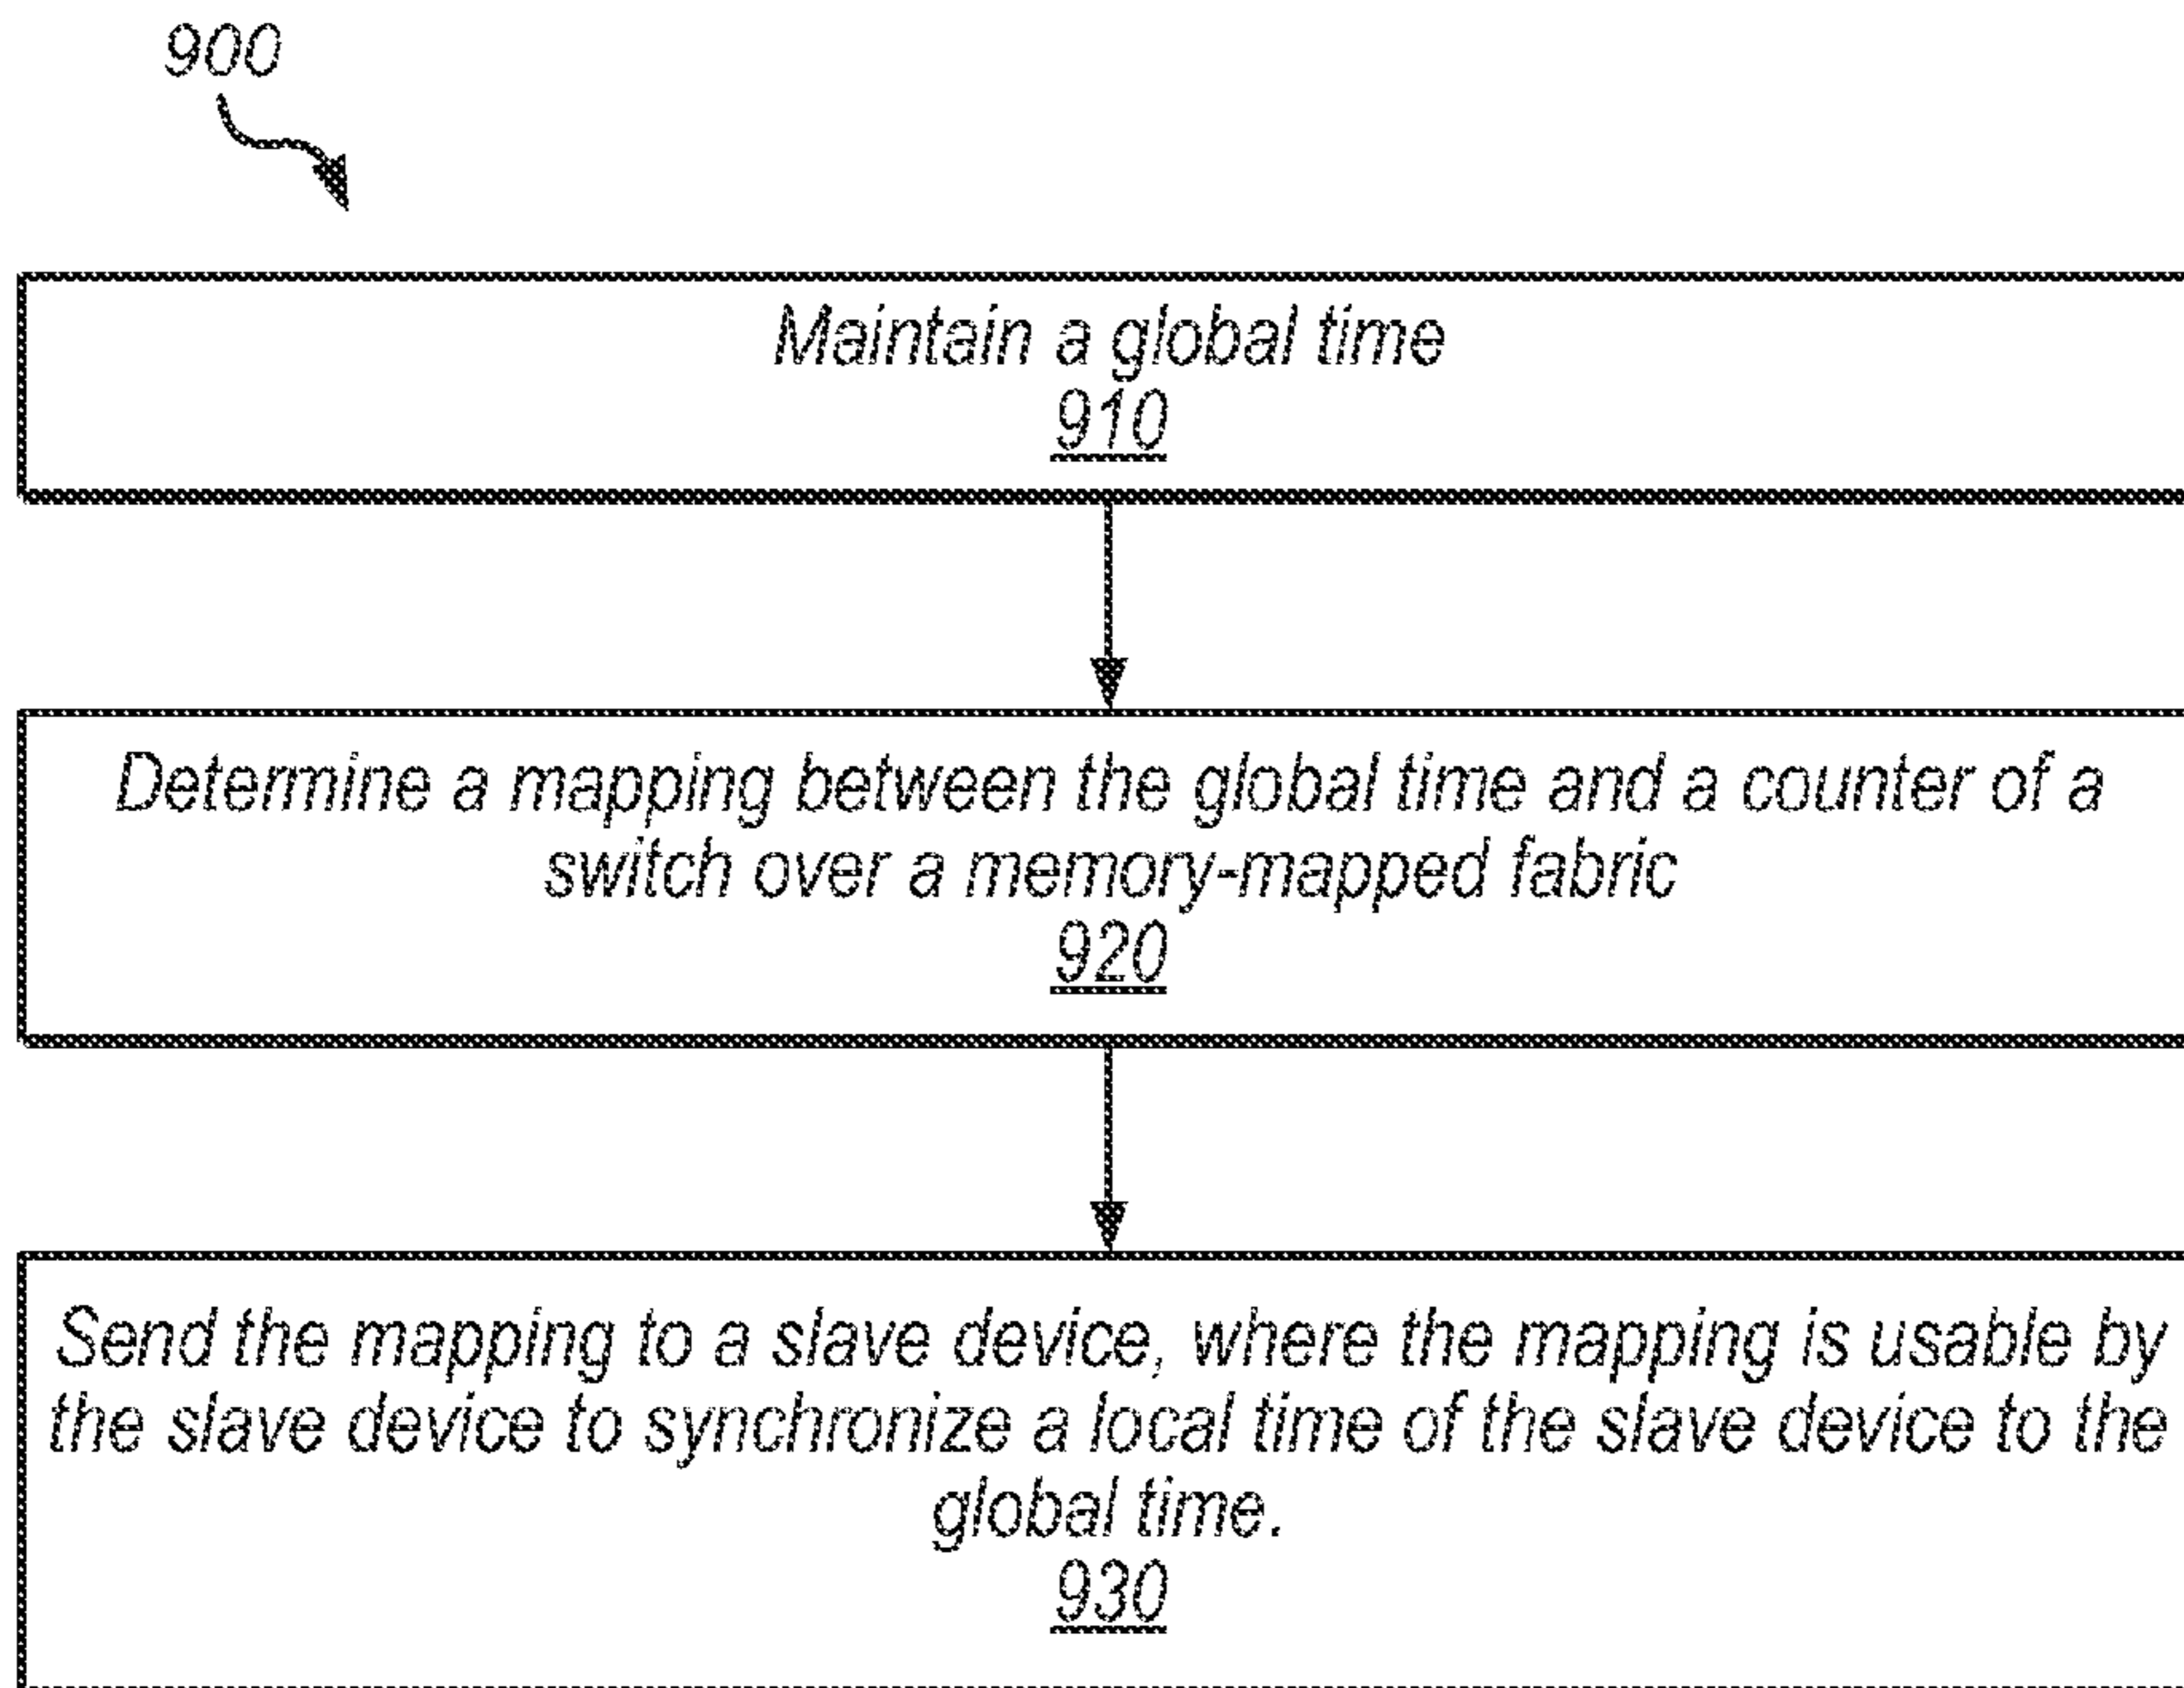 900
Maintain a global time
910
Determine a mapping between the global time and a counter of a
switch over a memory-mapped fabric
920
Send the mapping to a slave device, where the mapping is usable by
the slave device to synchronize a local time of the slave device to the
global time.
930